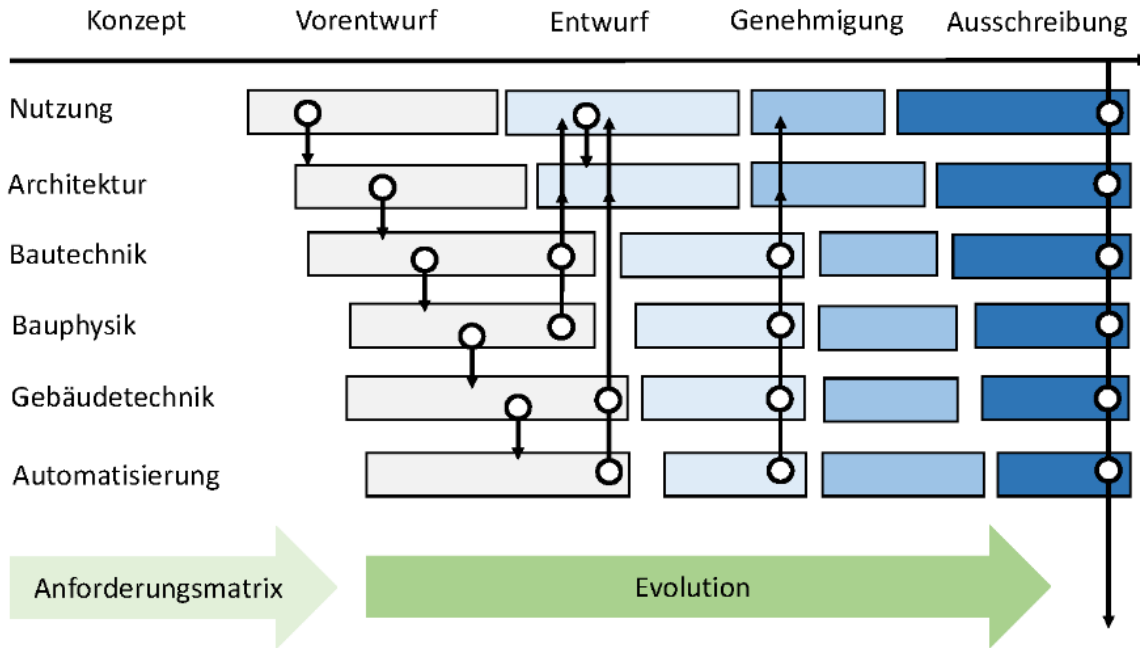 Konzept Vorentwurf Entwurf Genehmigung Ausschreibung
Nutzung
Architektur
Bautechnik
Bauphysik
Gebäudetechnik
Automatisierung
Anforderungsmatrix Evolution